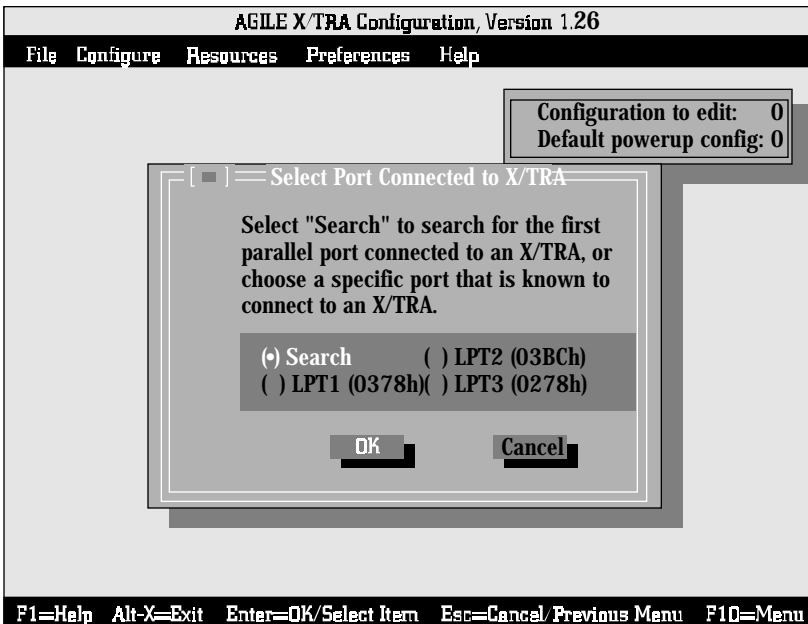 AGILE X/TRA Configuration, Version 1.26
File Configure Resources Preferences Help
Configuration to edit: 0
Default powerup config: 0
[ ■ ] Select Port Connected to X/TRA
Select "Search" to search for the first
parallel port connected to an X/TRA, or
choose a specific port that is known to
connect to an X/TRA.
(•) Search ( ) LPT2 (03BCh)
( ) LPT1 (0378h)( ) LPT3 (0278h)
OK Cancel
F1=Help Alt-X=Exit Enter=OK/Select Item Esc=Cancel/Previous Menu F10=Menu